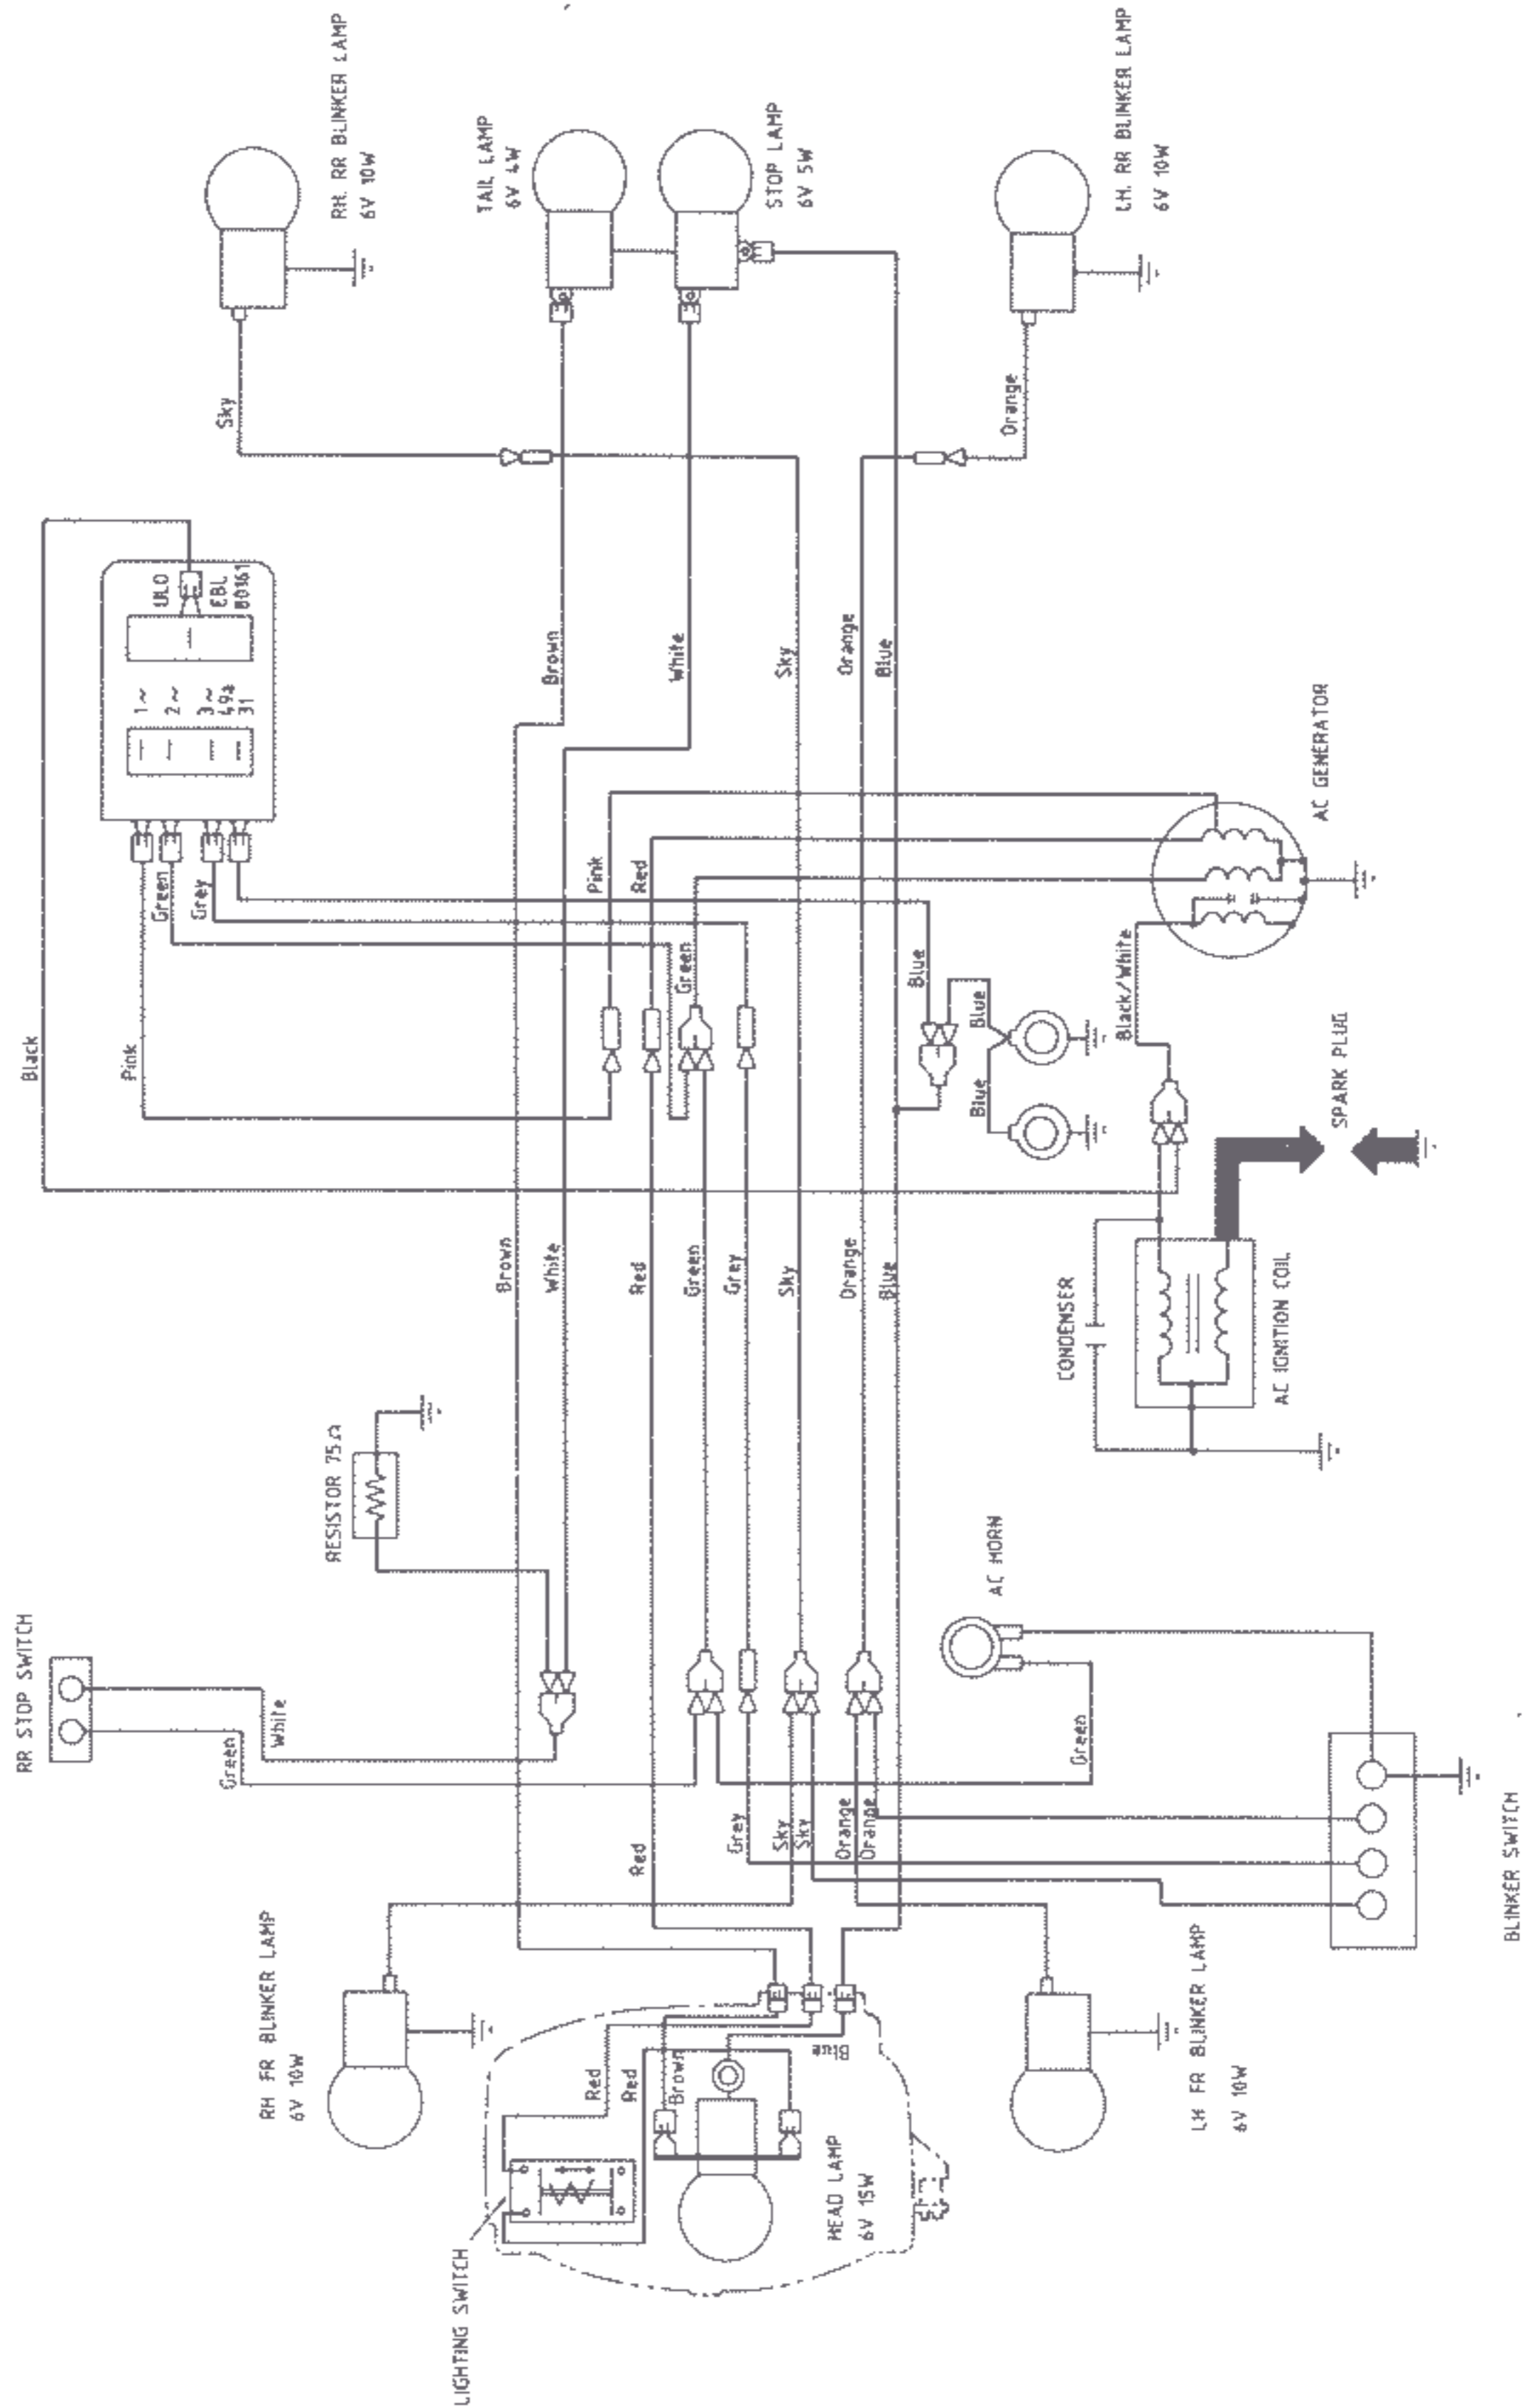 RH. RR BLINKER LAMP
6V 10W
TAIL LAMP
6V 4W
STOP LAMP
6V 5W
LH. RR BLINKER LAMP
6V 10W
Sky
Orange
ULO
EBL
80161
1~
2~
3~
49a
31
Brown
White
Sky
Orange
Blue
AC GENERATOR
Green
Grey
Pink
Red
Green
Blue
Blue
Blue
Black/White
SPARK PLUG
Black
Pink
Brown
White
Red
Green
Grey
Sky
Orange
Blue
CONDENSER
AC IGNITION COIL
RESISTOR 75Ω
AC HORN
RR STOP SWITCH
White
Green
Green
Red
Grey
Sky
Sky
Orange
Orange
BLINKER SWITCH
RH FR BLINKER LAMP
6V 10W
LH FR BLINKER LAMP
6V 10W
Red
Red
Brown
Blue
HEAD LAMP
6V 15W
LIGHTING SWITCH